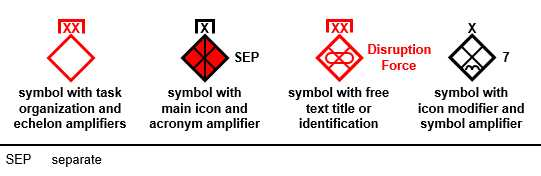 XX X XX X
SEP Disruption Force 7
symbol with task organization and echelon amplifiers
symbol with main icon and acronym amplifier
symbol with free text title or identification
symbol with icon modifier and symbol amplifier
SEP separate